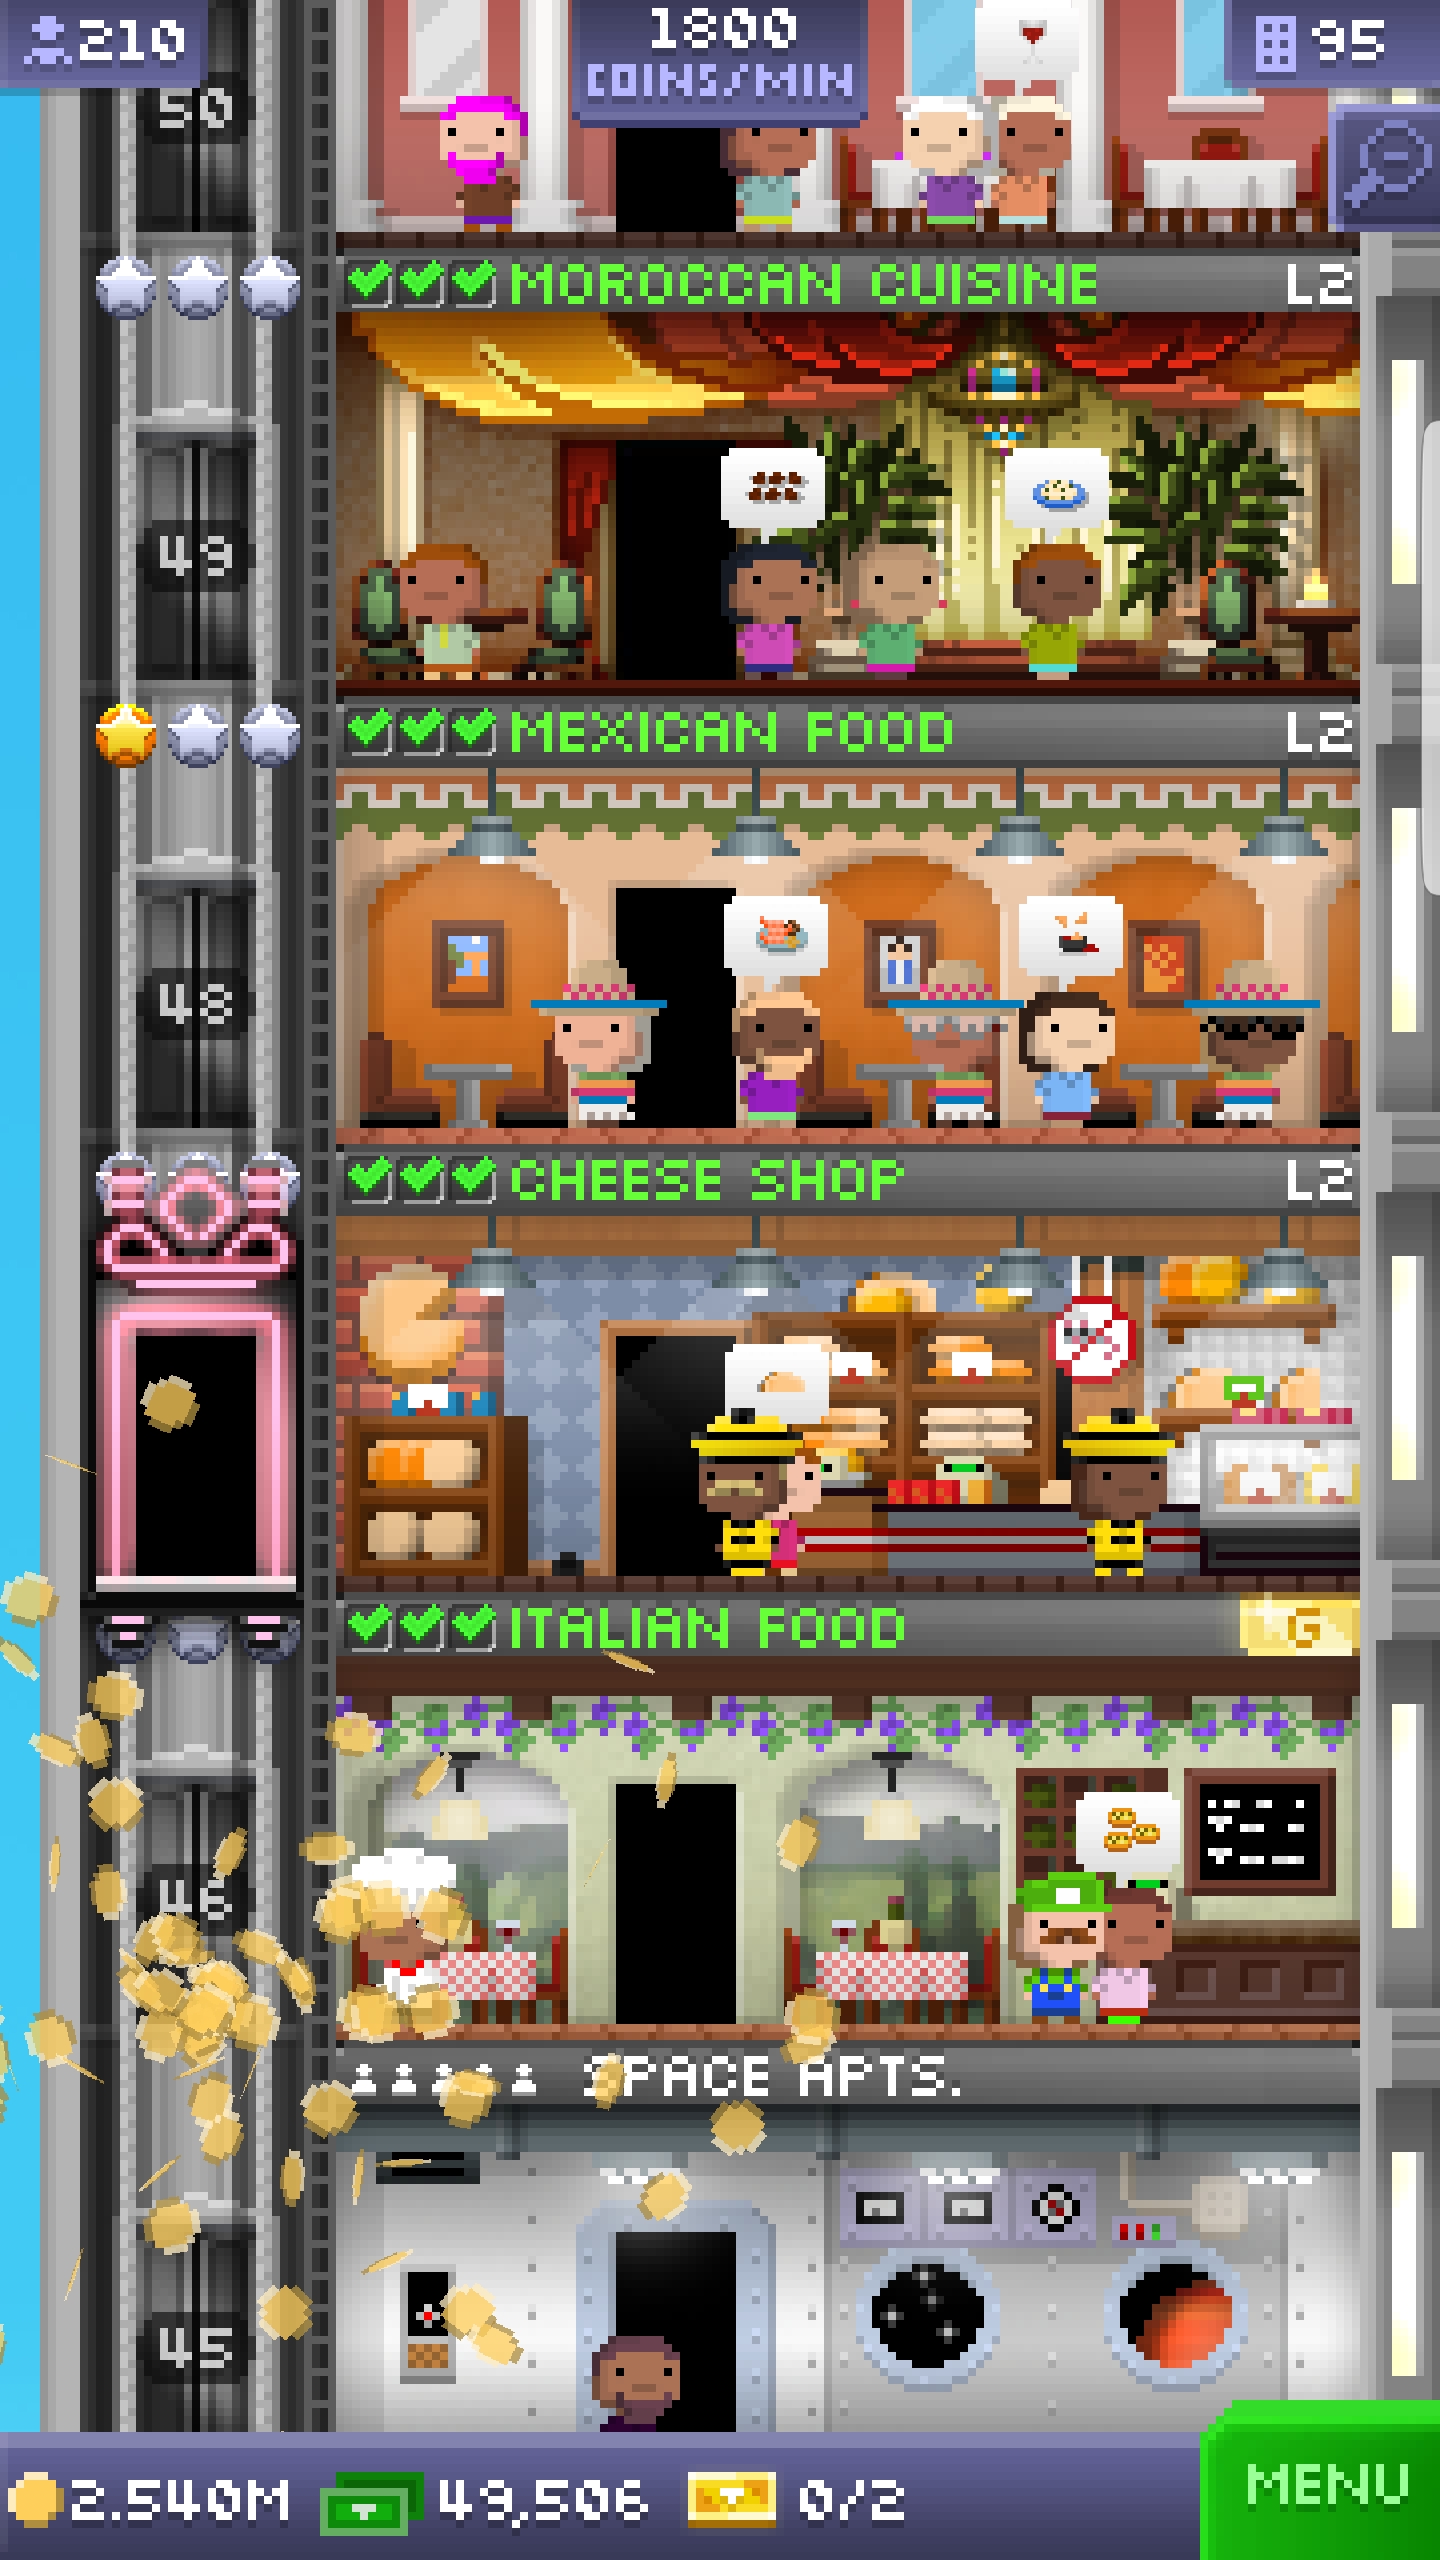 210
1800
COINS/MIN
95
50
MOROCCAN CUISINE L2
49
MEXICAN FOOD L2
48
CHEESE SHOP L2
ITALIAN FOOD G
46
SPACE APTS.
45
2.540M 49,506 0/2
MENU